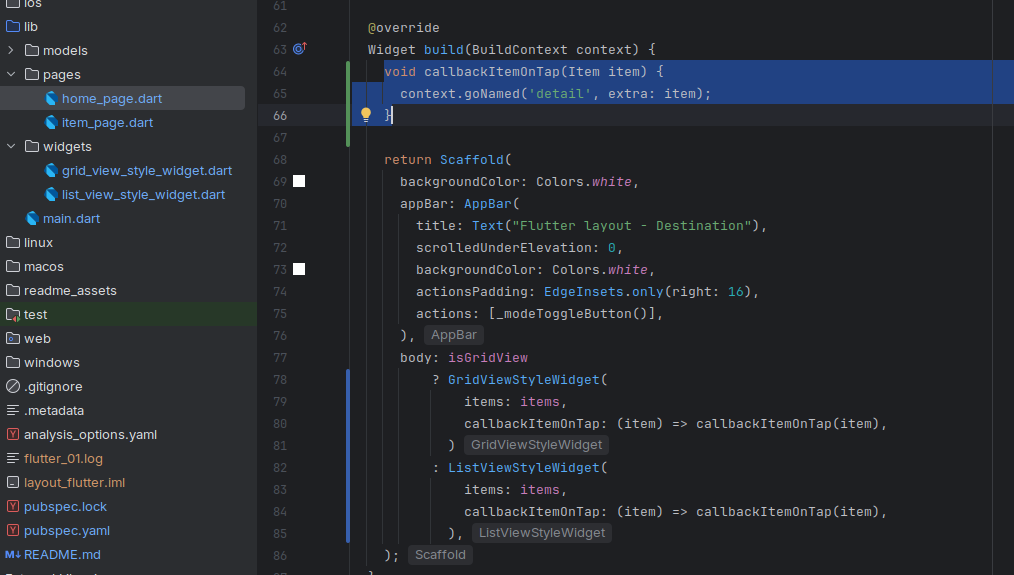 ios
lib
models
pages
home_page.dart
item_page.dart
widgets
grid_view_style_widget.dart
list_view_style_widget.dart
main.dart
linux
macos
readme_assets
test
web
windows
.gitignore
.metadata
analysis_options.yaml
flutter_01.log
layout_flutter.iml
pubspec.lock
pubspec.yaml
README.md
61
62 @override
63 Widget build(BuildContext context) {
64 void callbackItemOnTap(Item item) {
65 context.goNamed('detail', extra: item);
66 }
67
68 return Scaffold(
69 backgroundColor: Colors.white,
70 appBar: AppBar(
71 title: Text("Flutter layout - Destination"),
72 scrolledUnderElevation: 0,
73 backgroundColor: Colors.white,
74 actionsPadding: EdgeInsets.only(right: 16),
75 actions: [_modeToggleButton()],
76 ), AppBar
77 body: isGridView
78 ? GridViewStyleWidget(
79 items: items,
80 callbackItemOnTap: (item) => callbackItemOnTap(item),
81 ) GridViewStyleWidget
82 : ListViewStyleWidget(
83 items: items,
84 callbackItemOnTap: (item) => callbackItemOnTap(item),
85 ), ListViewStyleWidget
86 ); Scaffold